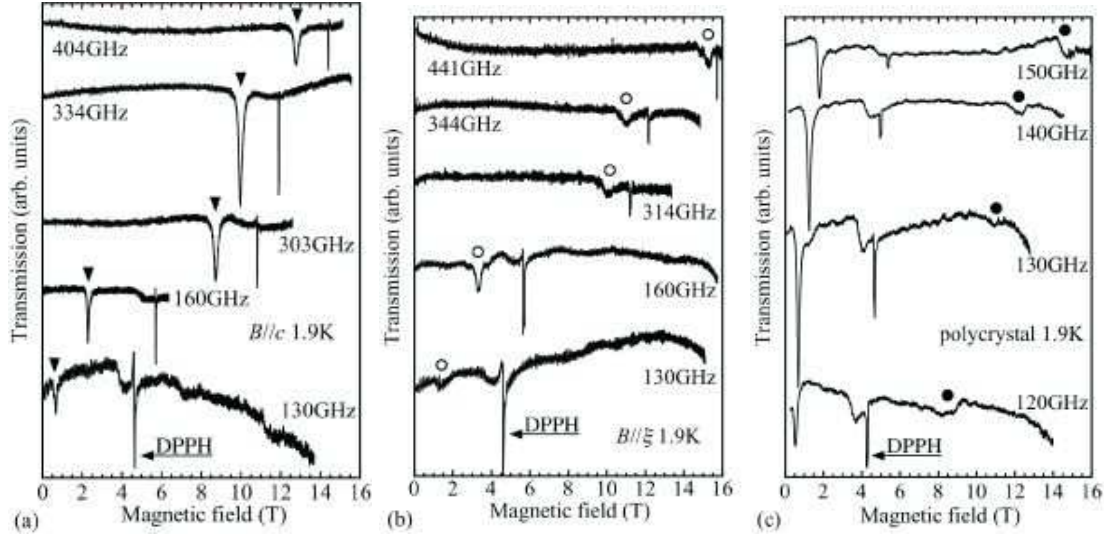 404GHz
334GHz
303GHz
160GHz
B//c 1.9K
130GHz
DPPH
Transmission (arb. units)
0 2 4 6 8 10 12 14 16
(a) Magnetic field (T)
441GHz
344GHz
314GHz
160GHz
130GHz
DPPH
B//ξ 1.9K
Transmission (arb. units)
0 2 4 6 8 10 12 14 16
(b) Magnetic field (T)
150GHz
140GHz
130GHz
polycrystal 1.9K
120GHz
DPPH
Transmission (arb. units)
0 2 4 6 8 10 12 14 16
(c) Magnetic field (T)